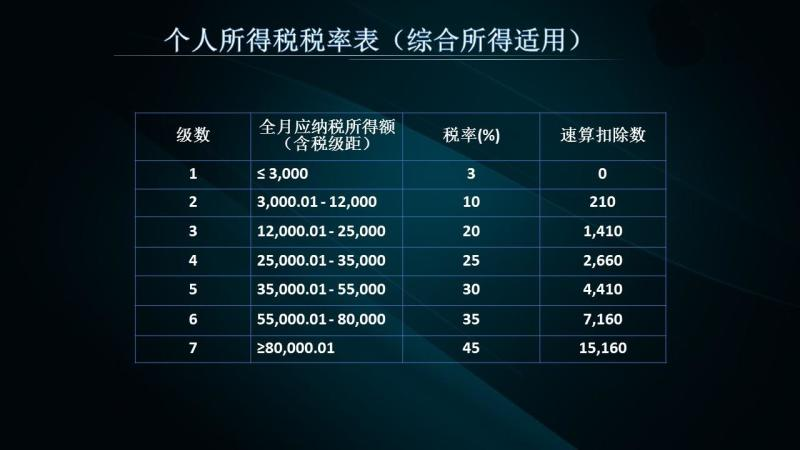 个人所得税税率表（综合所得适用）
级数 全月应纳税所得额（含税级距） 税率(%) 速算扣除数
1 ≤ 3,000 3 0
2 3,000.01 - 12,000 10 210
3 12,000.01 - 25,000 20 1,410
4 25,000.01 - 35,000 25 2,660
5 35,000.01 - 55,000 30 4,410
6 55,000.01 - 80,000 35 7,160
7 ≥80,000.01 45 15,160